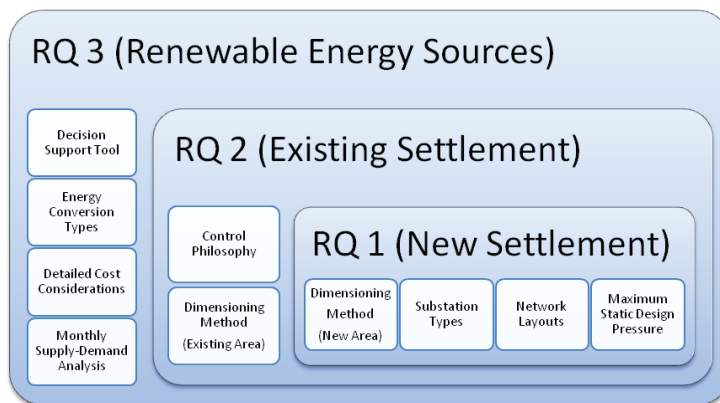 RQ 3 (Renewable Energy Sources)
Decision
Support Tool
Energy
Conversion
Types
Detailed Cost
Considerations
Monthly
Supply-Demand
Analysis
RQ 2 (Existing Settlement)
Control
Philosophy
Dimensioning
Method
(Existing Area)
RQ 1 (New Settlement)
Dimensioning
Method
(New Area)
Substation
Types
Network
Layouts
Maximum
Static Design
Pressure